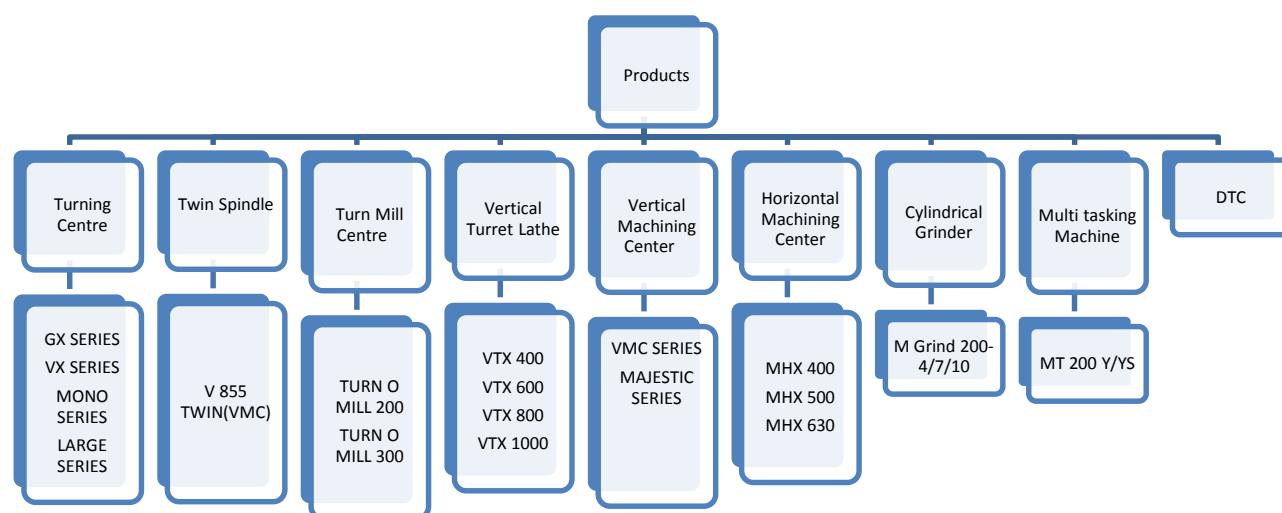 Products
Turning
Centre
Twin Spindle
Turn Mill
Centre
Vertical
Turret Lathe
Vertical
Machining
Center
Horizontal
Machining
Center
Cylindrical
Grinder
Multi tasking
Machine
DTC
GX SERIES
VX SERIES
MONO
SERIES
LARGE
SERIES
V 855
TWIN(VMC)
TURN O
MILL 200
TURN O
MILL 300
VTX 400
VTX 600
VTX 800
VTX 1000
VMC SERIES
MAJESTIC
SERIES
MHX 400
MHX 500
MHX 630
M Grind 200-
4/7/10
MT 200 Y/YS